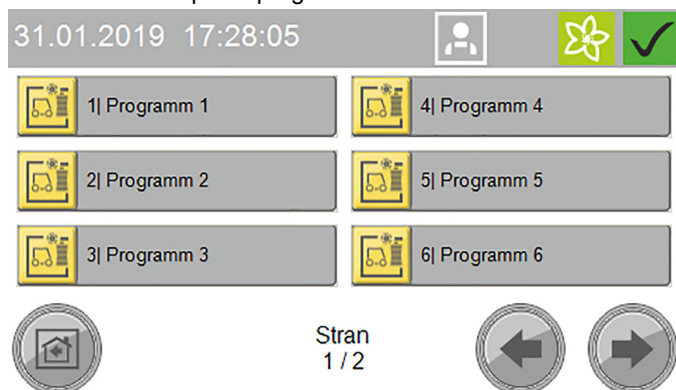 31.01.2019 17:28:05
1| Programm 1
2| Programm 2
3| Programm 3
4| Programm 4
5| Programm 5
6| Programm 6
Stran
1 / 2